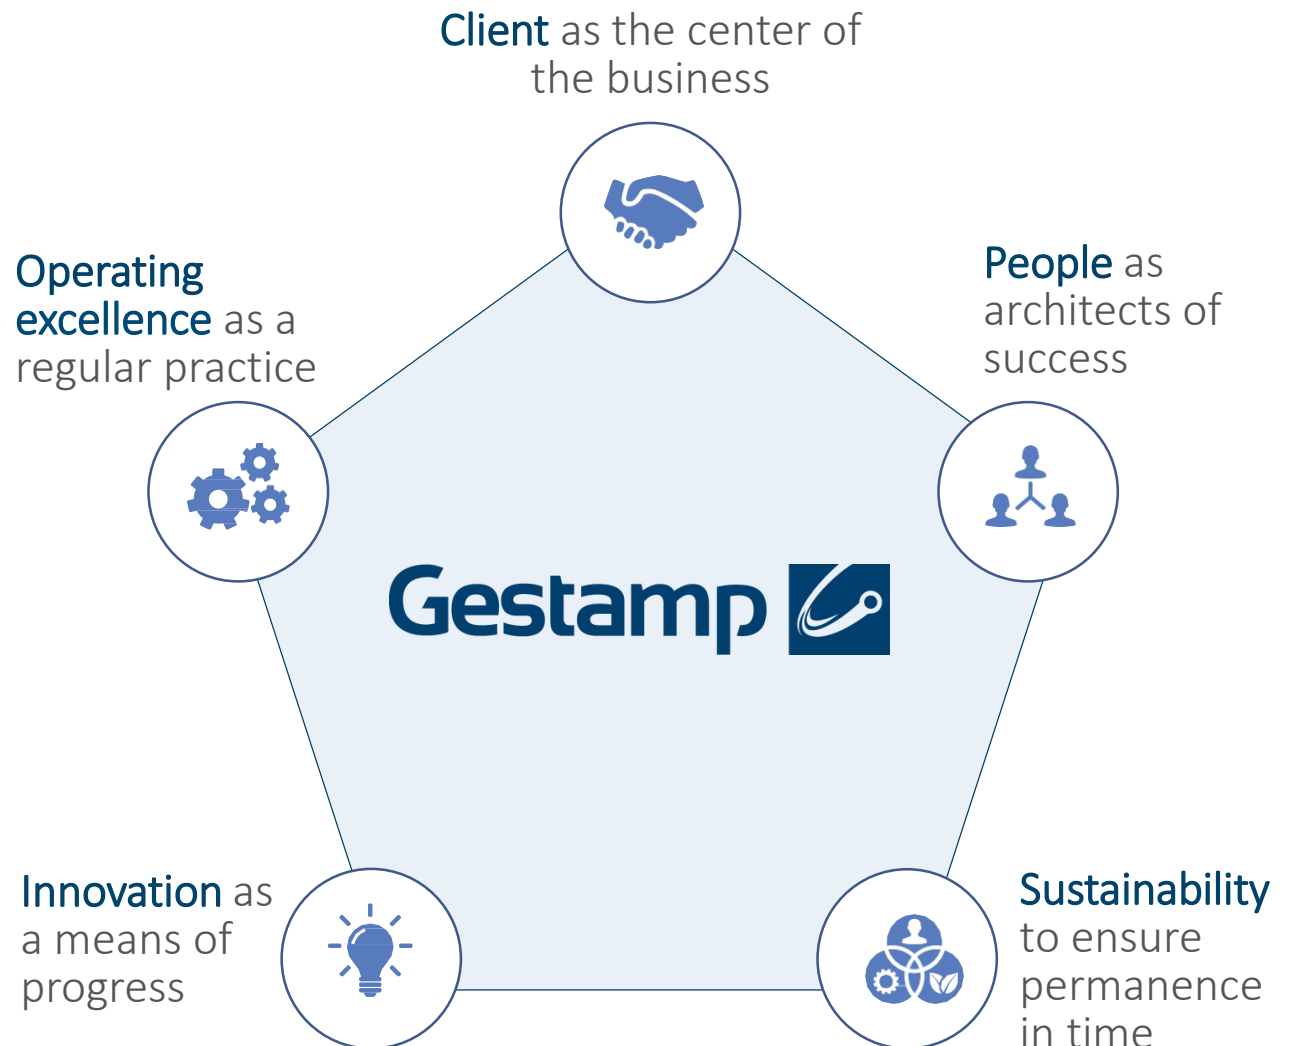 Client as the center of
the business
Operating
excellence as a
regular practice
People as
architects of
success
Gestamp
Innovation as
a means of
progress
Sustainability
to ensure
permanence
in time